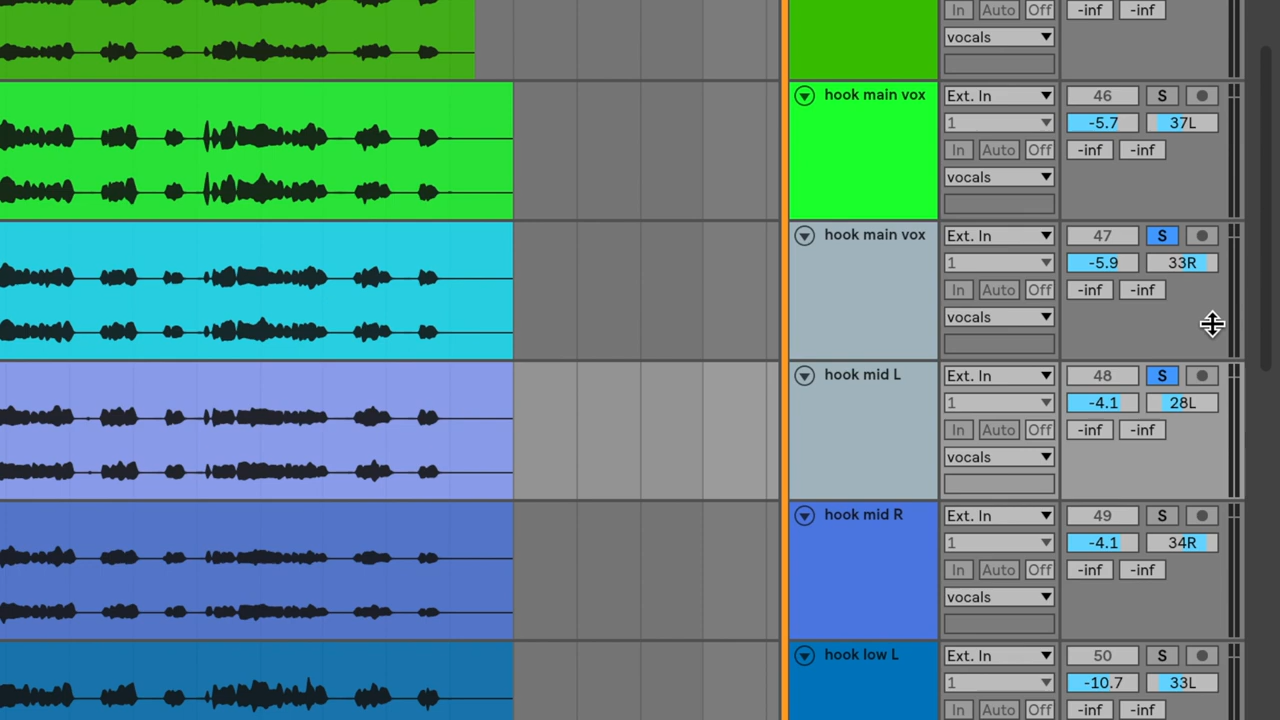 In Auto Off -inf -inf
vocals
hook main vox Ext. In 46 S
1 -5.7 37L
In Auto Off -inf -inf
vocals
hook main vox Ext. In 47 S
1 -5.9 33R
In Auto Off -inf -inf
vocals
hook mid L Ext. In 48 S
1 -4.1 28L
In Auto Off -inf -inf
vocals
hook mid R Ext. In 49 S
1 -4.1 34R
In Auto Off -inf -inf
vocals
hook low L Ext. In 50 S
1 -10.7 33L
In Auto Off -inf -inf